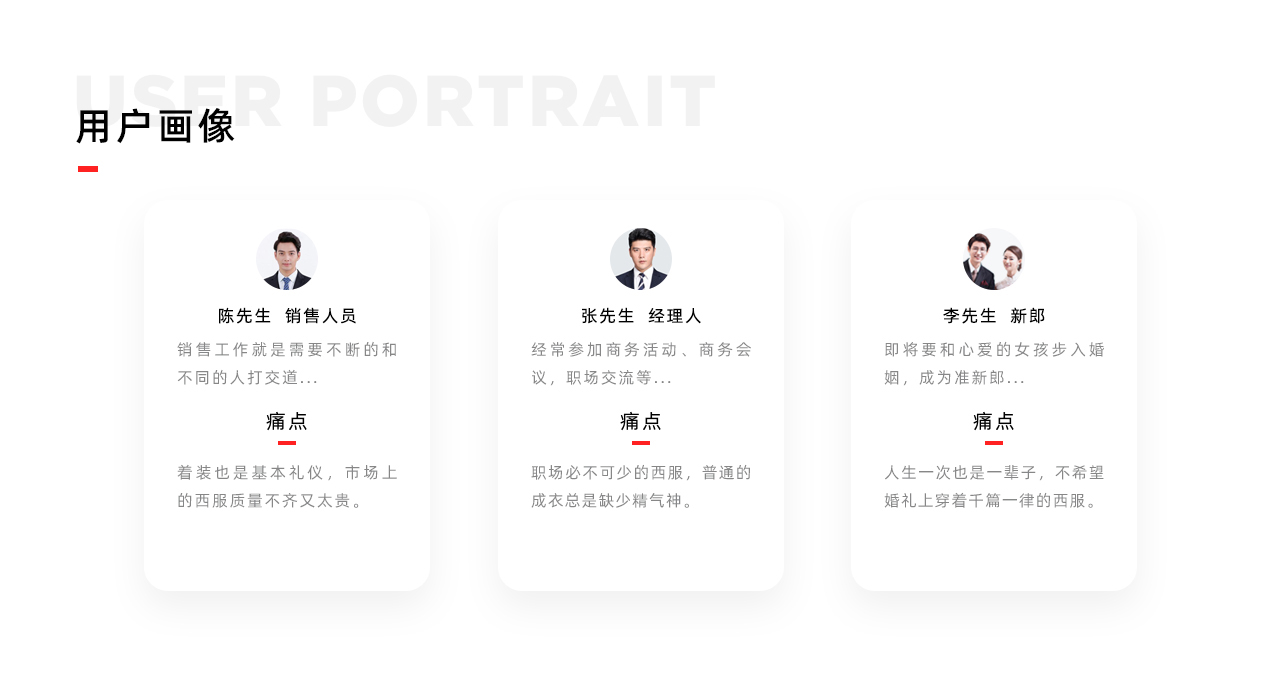 USER PORTRAIT
用户画像
陈先生 销售人员
销售工作就是需要不断的和
不同的人打交道...
痛点
着装也是基本礼仪，市场上
的西服质量不齐又太贵。
张先生 经理人
经常参加商务活动、商务会
议，职场交流等...
痛点
职场必不可少的西服，普通的
成衣总是缺少精气神。
李先生 新郎
即将要和心爱的女孩步入婚
姻，成为准新郎...
痛点
人生一次也是一辈子，不希望
婚礼上穿着千篇一律的西服。